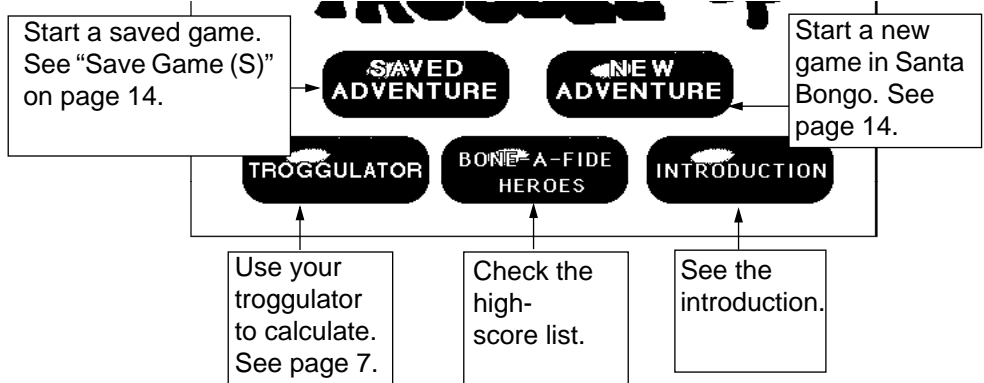 Start a saved game.
See “Save Game (S)”
on page 14.
SAVED
ADVENTURE
NEW
ADVENTURE
Start a new
game in Santa
Bongo. See
page 14.
TROGGULATOR
BONE-A-FIDE
HEROES
INTRODUCTION
Use your
troggulator
to calculate.
See page 7.
Check the
high-
score list.
See the
introduction.